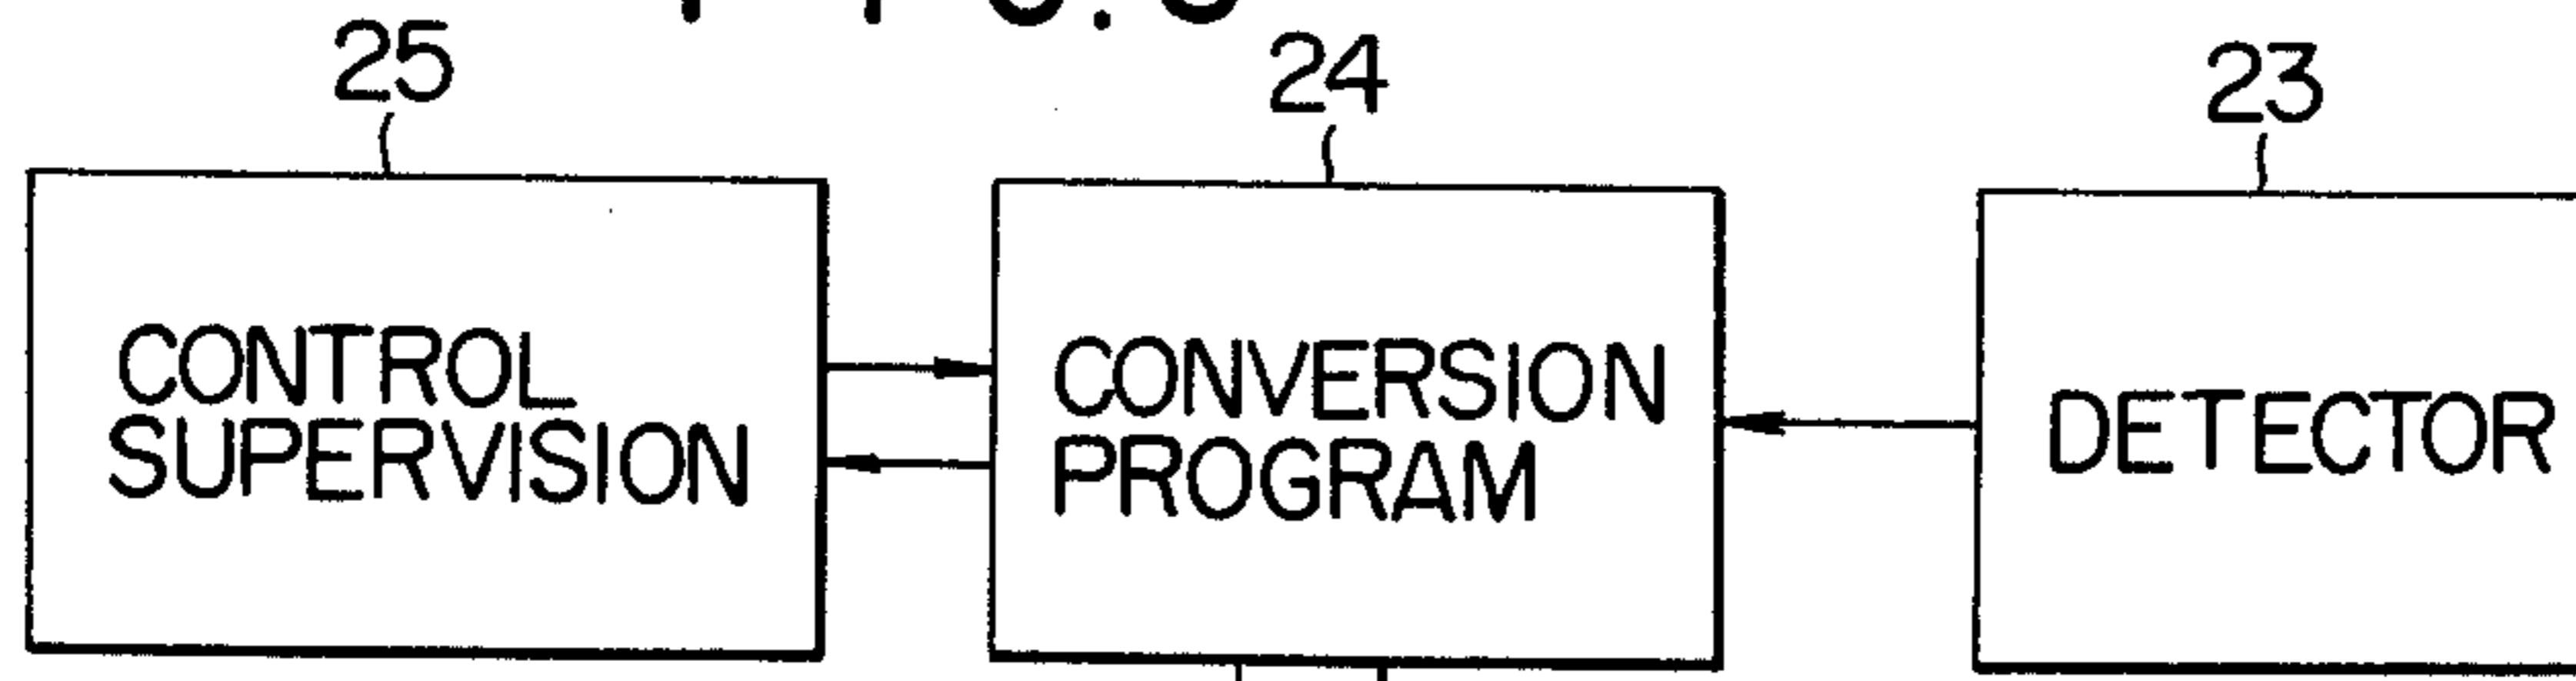 25
24
23
CONTROL
SUPERVISION
CONVERSION
PROGRAM
DETECTOR